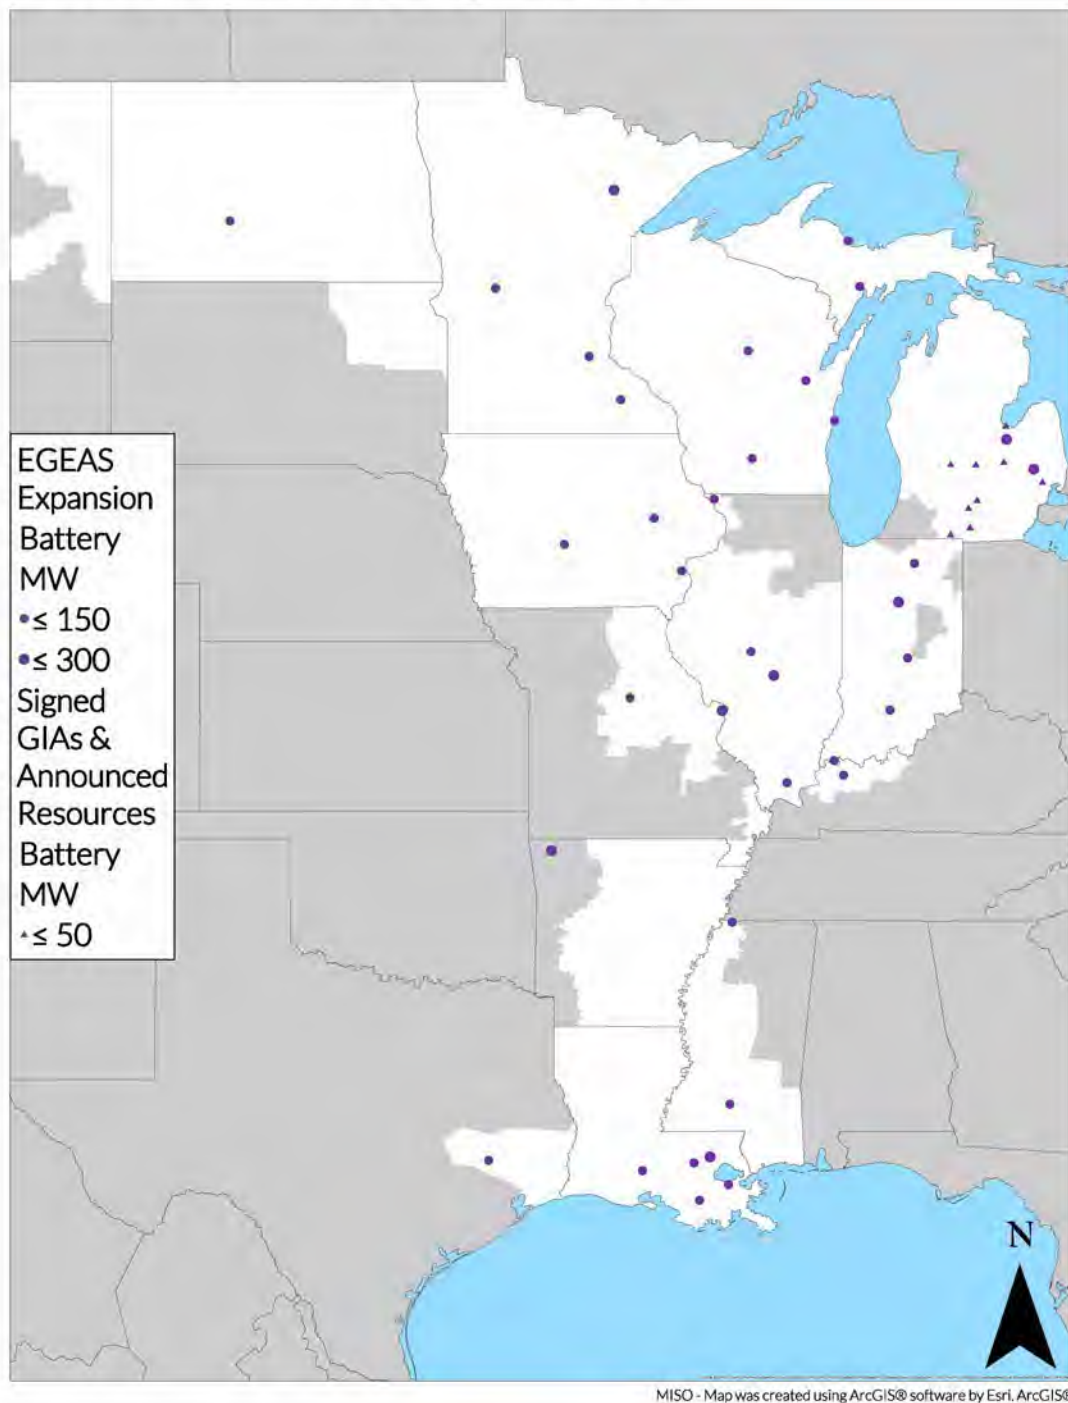 EGEAS
Expansion
Battery
MW
≤ 150
≤ 300
Signed
GIAs &
Announced
Resources
Battery
MW
≤ 50
N
MISO - Map was created using ArcGIS® software by Esri. ArcGIS®